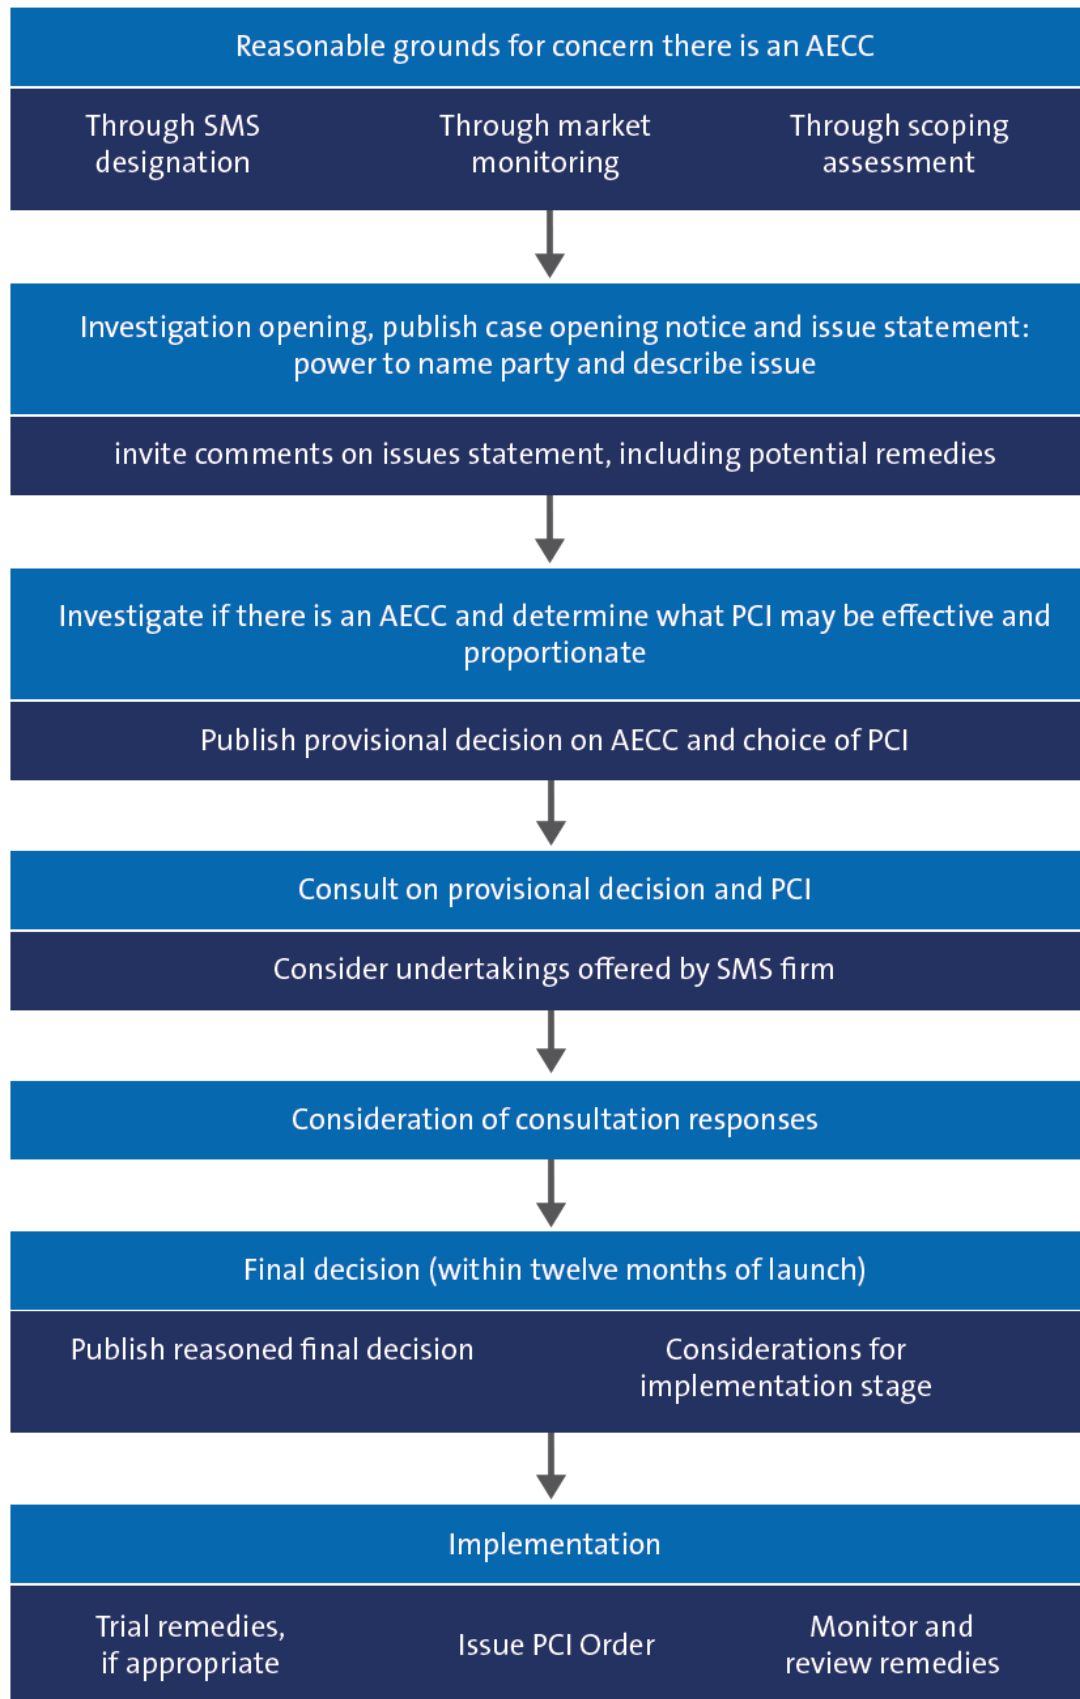 Reasonable grounds for concern there is an AECC
Through SMS
designation
Through market
monitoring
Through scoping
assessment
Investigation opening, publish case opening notice and issue statement:
power to name party and describe issue
invite comments on issues statement, including potential remedies
Investigate if there is an AECC and determine what PCI may be effective and
proportionate
Publish provisional decision on AECC and choice of PCI
Consult on provisional decision and PCI
Consider undertakings offered by SMS firm
Consideration of consultation responses
Final decision (within twelve months of launch)
Publish reasoned final decision
Considerations for
implementation stage
Implementation
Trial remedies,
if appropriate
Issue PCI Order
Monitor and
review remedies